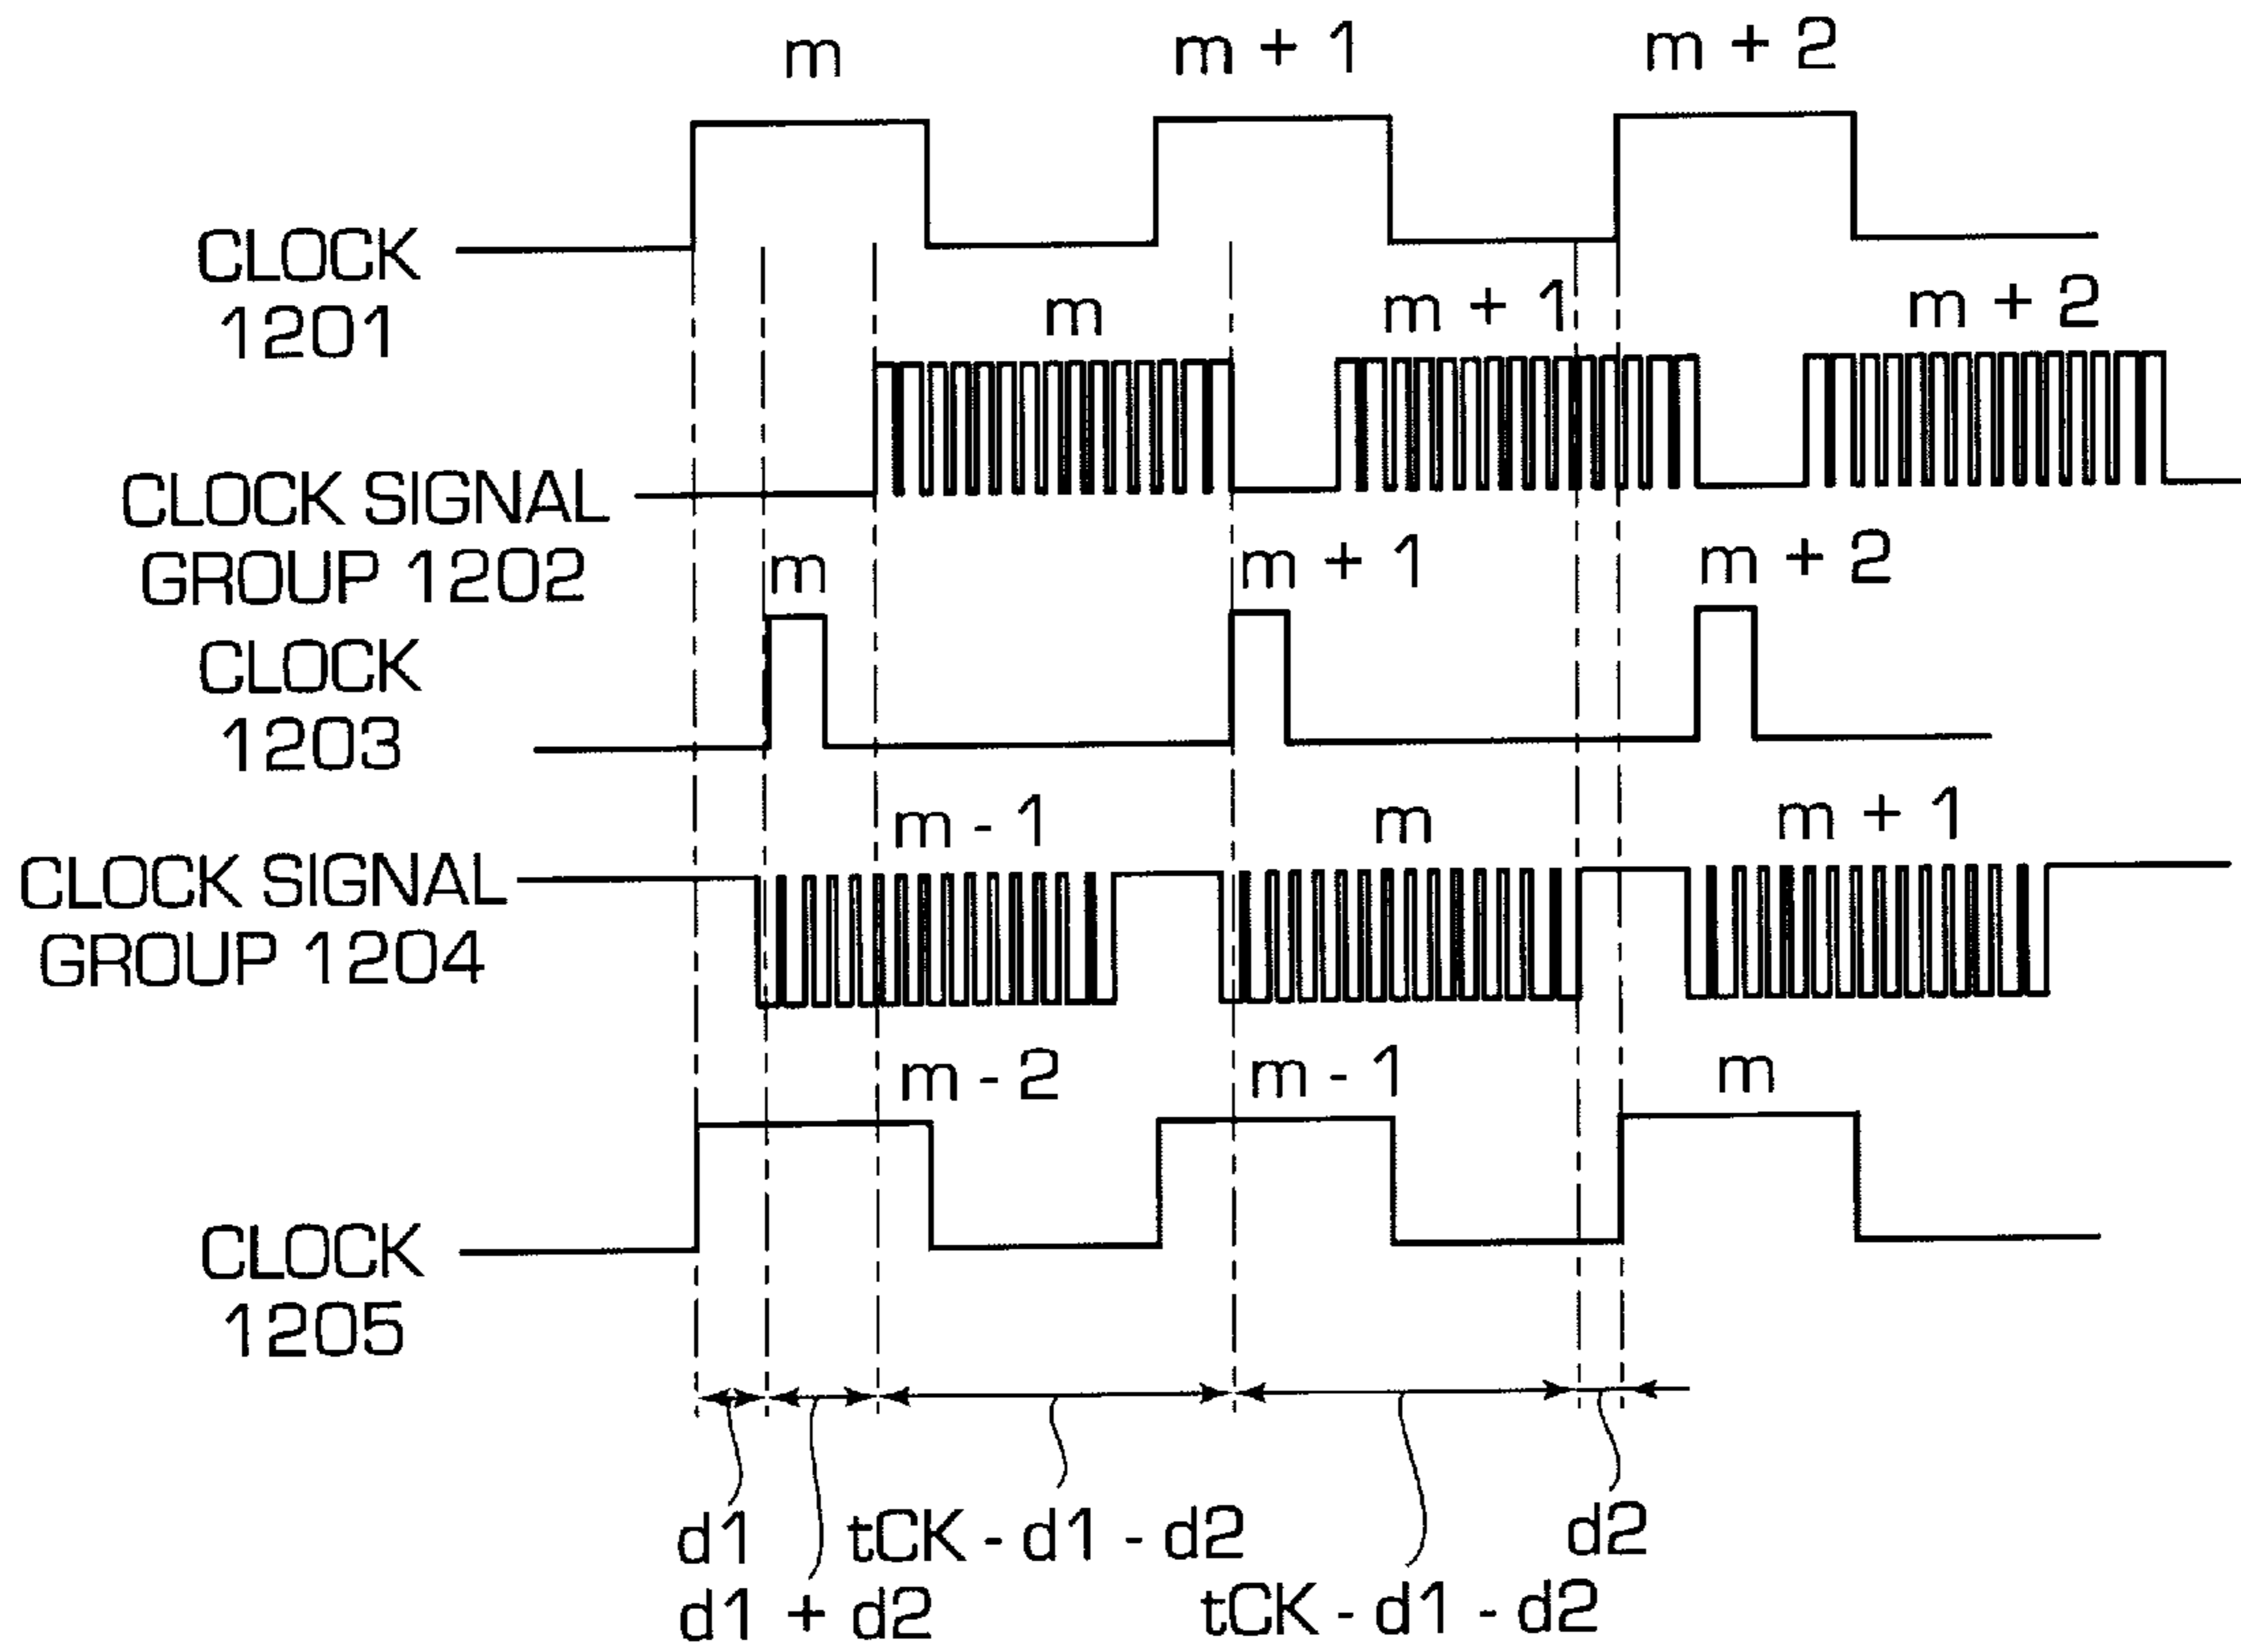 m m + 1 m + 2
CLOCK
1201
m m + 1 m + 2
CLOCK SIGNAL
GROUP 1202
m m + 1 m + 2
CLOCK
1203
m - 1 m m + 1
CLOCK SIGNAL
GROUP 1204
m - 2 m - 1 m
CLOCK
1205
d1 tCK - d1 - d2 d2
d1 + d2 tCK - d1 - d2